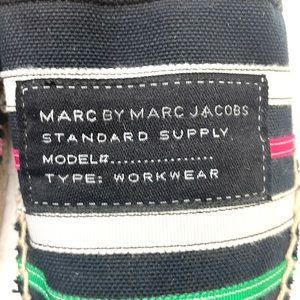 MARC BY MARC JACOBS
STANDARD SUPPLY
MODEL#.................
TYPE: WORKWEAR